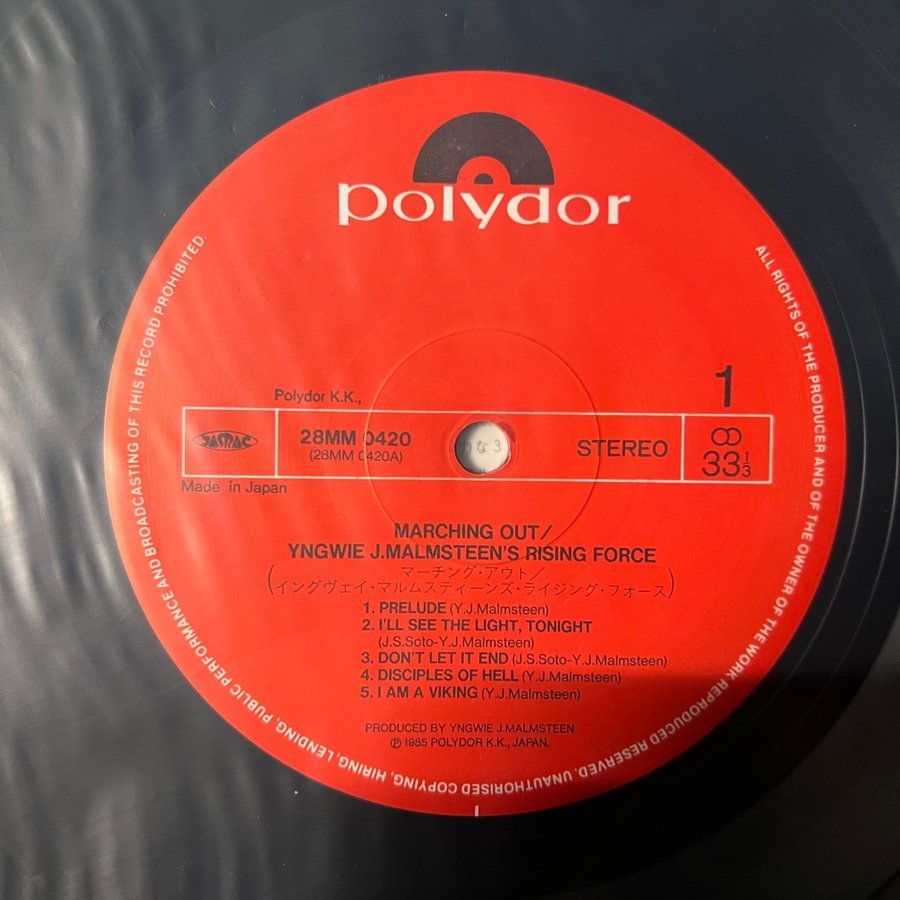 polydor
1
Polydor K.K.,
JASRAC
28MM 0420
(28MM 0420A)
STEREO
33 1/3
Made in Japan
MARCHING OUT/
YNGWIE J.MALMSTEEN'S RISING FORCE
(マーチング・アウト/
イングヴェイ・マルムスティーンズ・ライジング・フォース)
1. PRELUDE (Y.J.Malmsteen)
2. I'LL SEE THE LIGHT, TONIGHT
(J.S.Soto-Y.J.Malmsteen)
3. DON'T LET IT END (J.S.Soto-Y.J.Malmsteen)
4. DISCIPLES OF HELL (Y.J.Malmsteen)
5. I AM A VIKING (Y.J.Malmsteen)
PRODUCED BY YNGWIE J.MALMSTEEN
Ⓟ 1985 POLYDOR K.K., JAPAN.
ALL RIGHTS OF THE PRODUCER AND OF THE OWNER OF THE WORK REPRODUCED RESERVED. UNAUTHORISED COPYING, HIRING, LENDING, PUBLIC PERFORMANCE AND BROADCASTING OF THIS RECORD PROHIBITED.